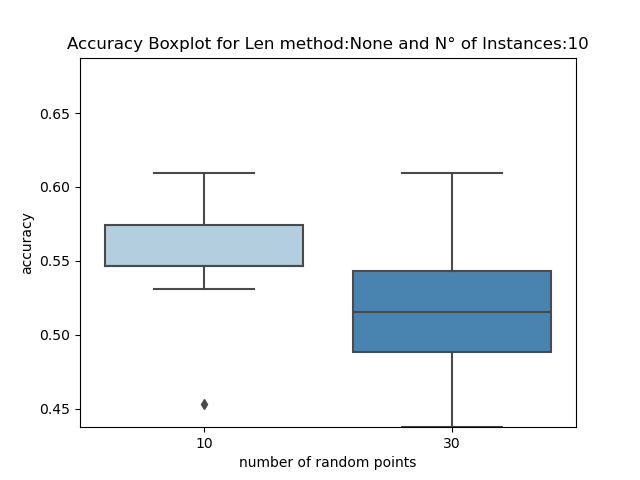 Accuracy Boxplot for Len method:None and N° of Instances:10
0.65
0.60
0.55
0.50
0.45
accuracy
10
30
number of random points